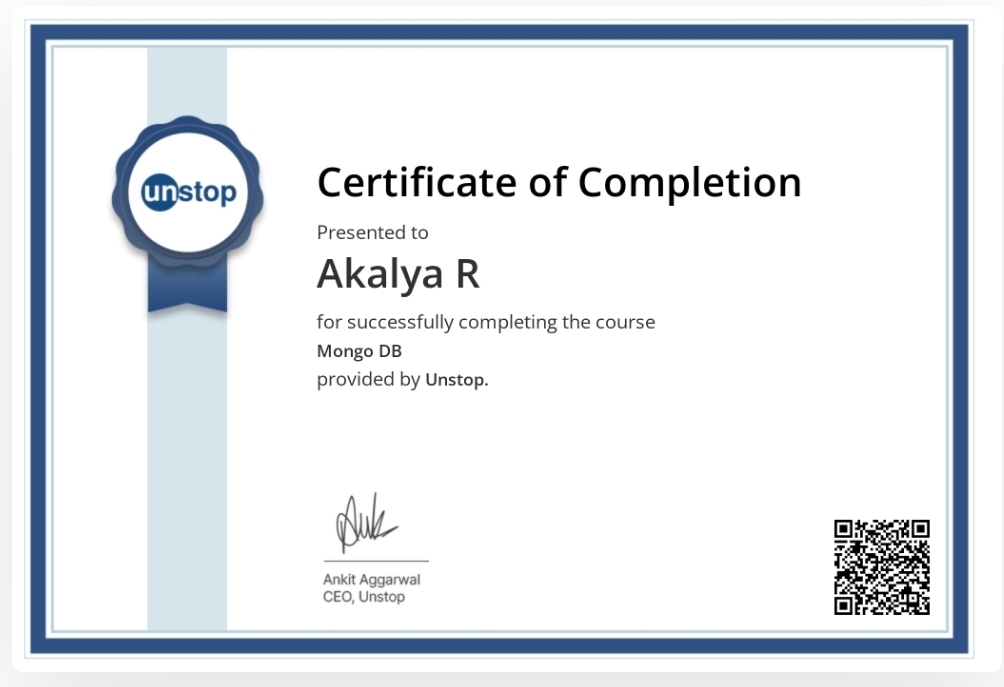 unstop
Certificate of Completion
Presented to
Akalya R
for successfully completing the course
Mongo DB
provided by Unstop.
Ankit Aggarwal
CEO, Unstop